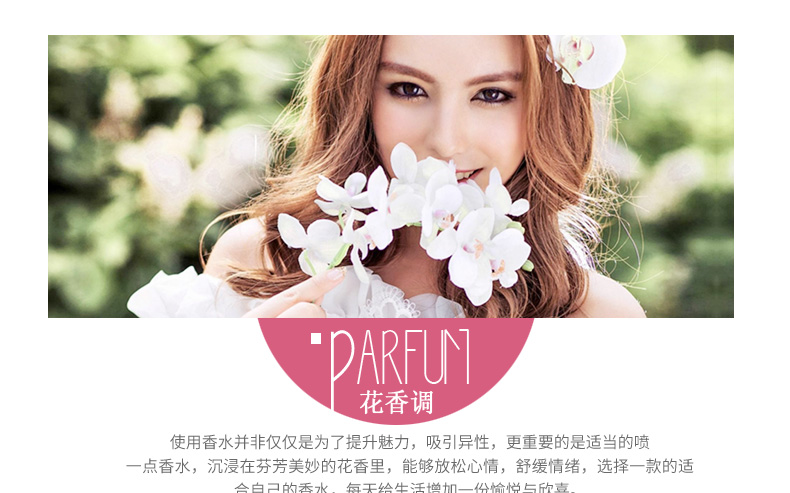 PARFUM
花香调
使用香水并非仅仅是为了提升魅力，吸引异性，更重要的是适当的喷
一点香水，沉浸在芬芳美妙的花香里，能够放松心情，舒缓情绪，选择一款的适
合自己的香水，每天给生活增加一份愉悦与欣喜。